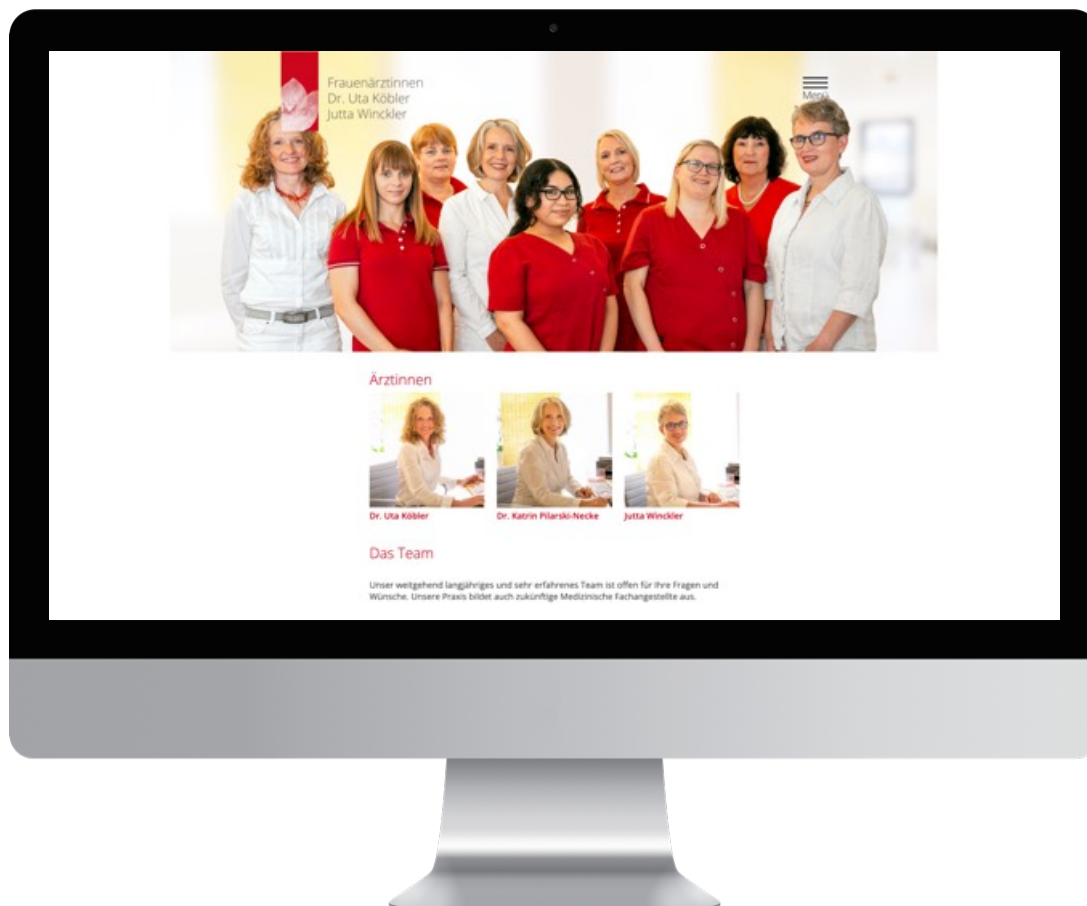 Frauenärztinnen
Dr. Uta Köbler
Jutta Winckler
Menü
Ärztinnen
Dr. Uta Köbler
Dr. Katrin Pilarski-Necke
Jutta Winckler
Das Team
Unser weitgehend langjähriges und sehr erfahrenes Team ist offen für Ihre Fragen und
Wünsche. Unsere Praxis bildet auch zukünftige Medizinische Fachangestellte aus.